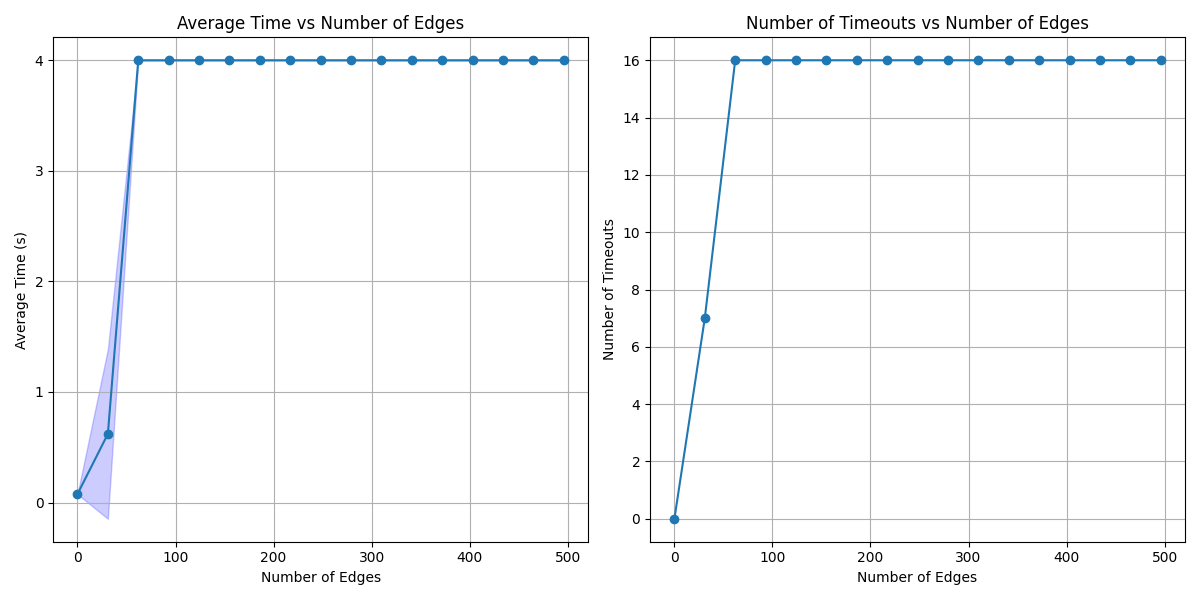 Average Time vs Number of Edges
Average Time (s)
4
3
2
1
0
0 100 200 300 400 500
Number of Edges
Number of Timeouts vs Number of Edges
Number of Timeouts
16
14
12
10
8
6
4
2
0
0 100 200 300 400 500
Number of Edges